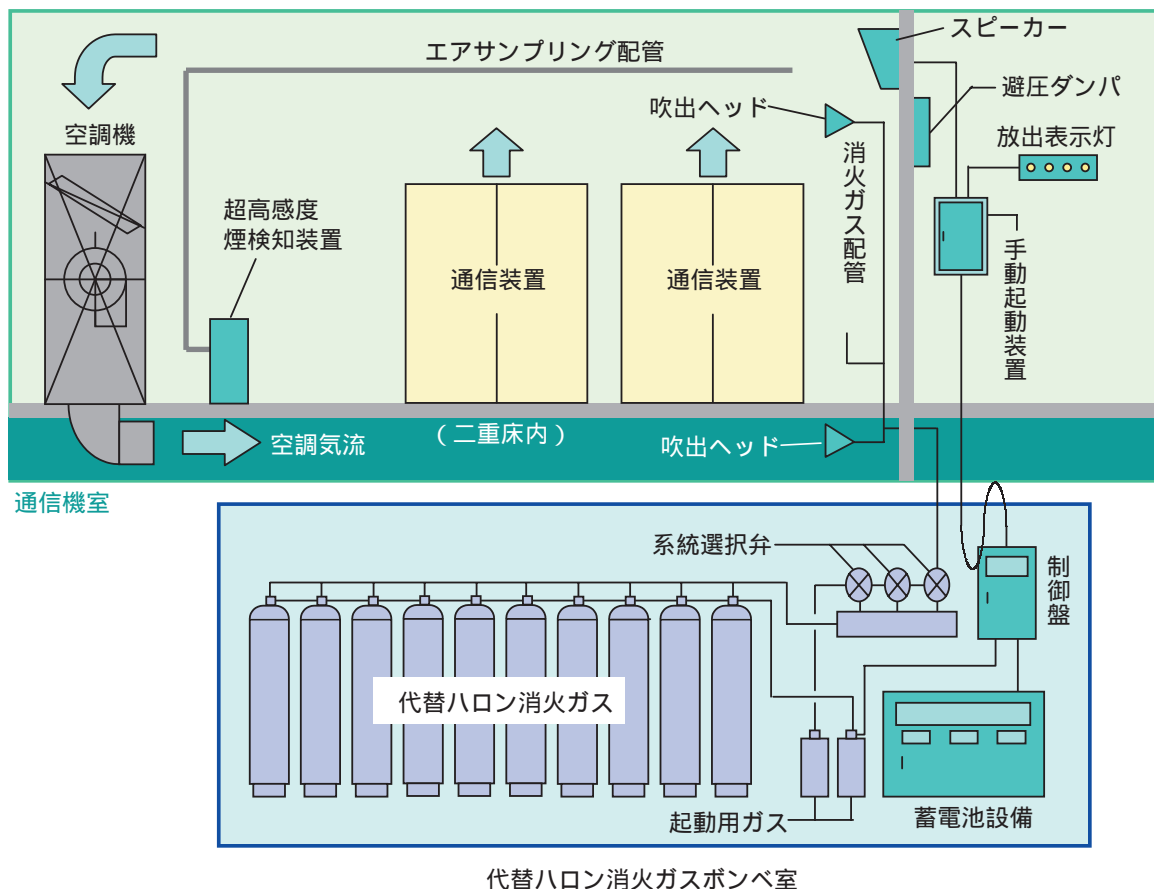 スピーカー
エアサンプリング配管
避圧ダンパ
吹出ヘッド
空調機
放出表示灯
消火ガス配管
超高感度
煙検知装置
手動起動装置
通信装置
通信装置
空調気流
（二重床内）
吹出ヘッド
通信機室
系統選択弁
制御盤
代替ハロン消火ガス
起動用ガス
蓄電池設備
代替ハロン消火ガスボンベ室